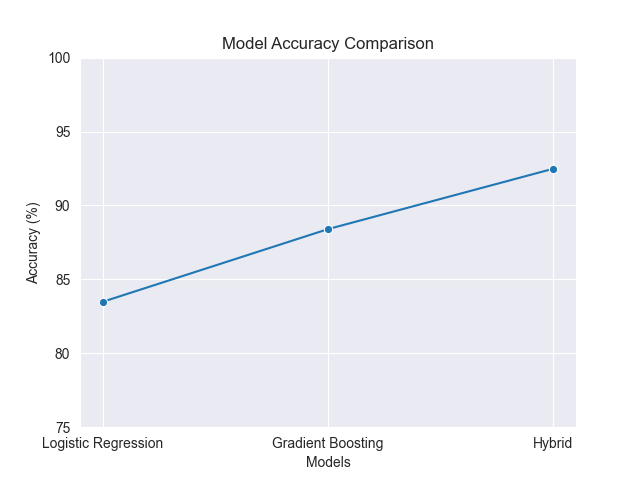 Model Accuracy Comparison
100
95
90
85
80
75
Accuracy (%)
Logistic Regression Gradient Boosting Hybrid
Models